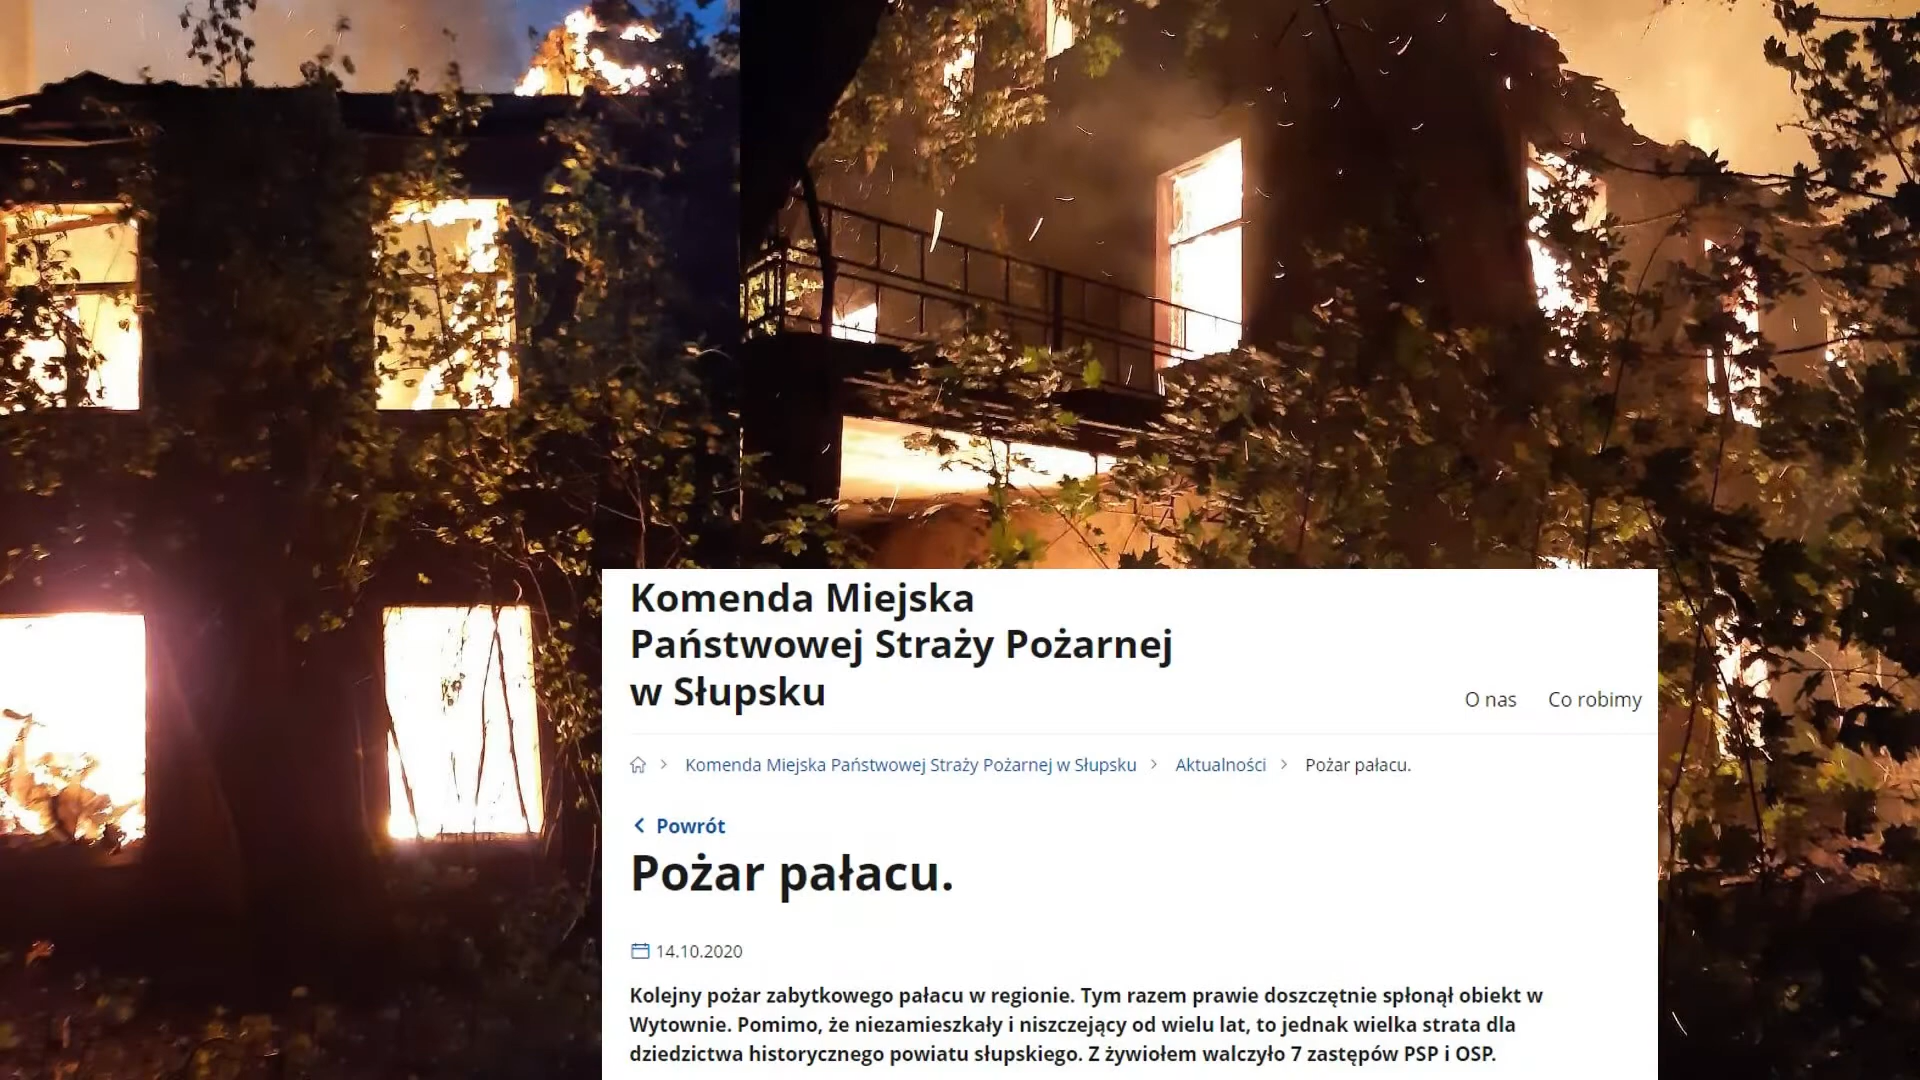 Komenda Miejska
Państwowej Straży Pożarnej
w Słupsku
O nas Co robimy
Komenda Miejska Państwowej Straży Pożarnej w Słupsku > Aktualności > Pożar pałacu.
Powrót
Pożar pałacu.
14.10.2020
Kolejny pożar zabytkowego pałacu w regionie. Tym razem prawie doszczętnie spłonął obiekt w
Wytownie. Pomimo, że niezamieszkały i niszczejący od wielu lat, to jednak wielka strata dla
dziedzictwa historycznego powiatu słupskiego. Z żywiołem walczyło 7 zastępów PSP i OSP.